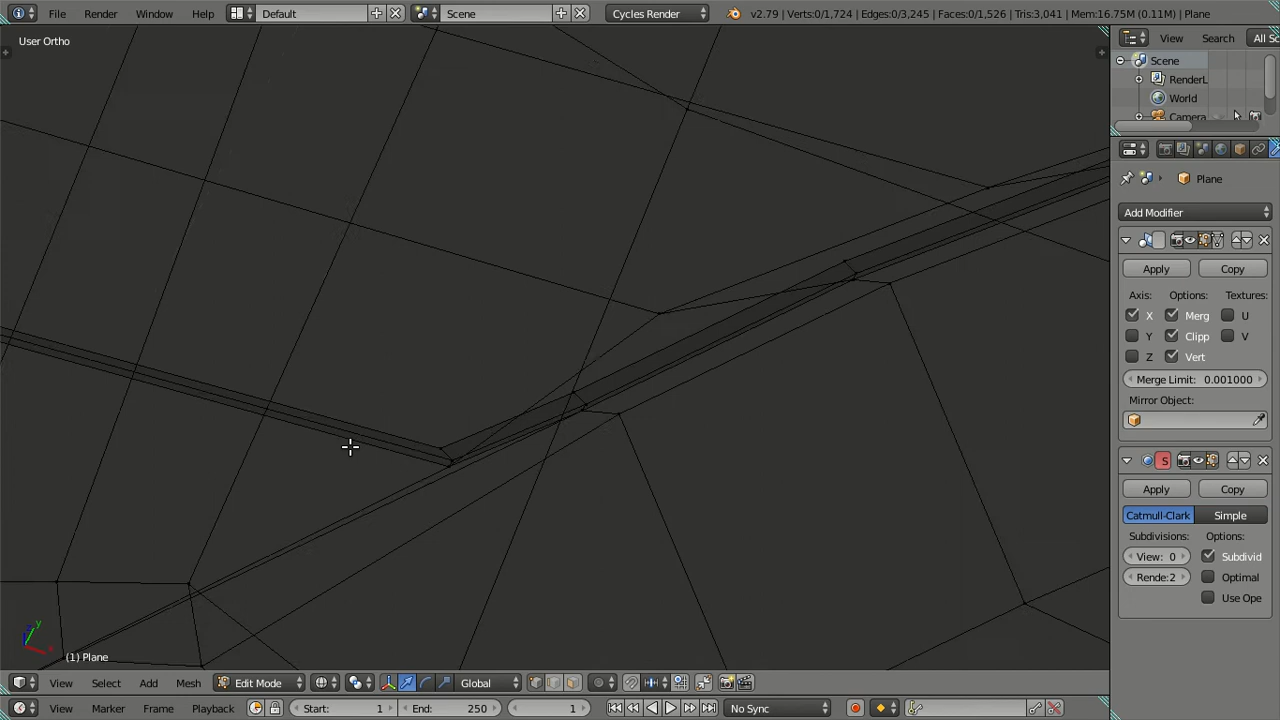 File Render Window Help Default Scene Cycles Render v2.79 | Verts:0/1,724 | Edges:0/3,245 | Faces:0/1,526 | Tris:3,041 | Mem:16.75M (0.11M) | Plane
User Ortho
View Search All Sc
Scene
RenderL
World
Camera
Plane
Add Modifier
Apply Copy
Axis: Options: Textures:
X Merg U
Y Clipp V
Z Vert
Merge Limit: 0.001000
Mirror Object:
S
Apply Copy
Catmull-Clark Simple
Subdivisions: Options:
View: 0 Subdivid
Rende:2 Optimal
Use Ope
y
x
(1) Plane
View Select Add Mesh Edit Mode Global
View Marker Frame Playback Start: 1 End: 250 1 No Sync